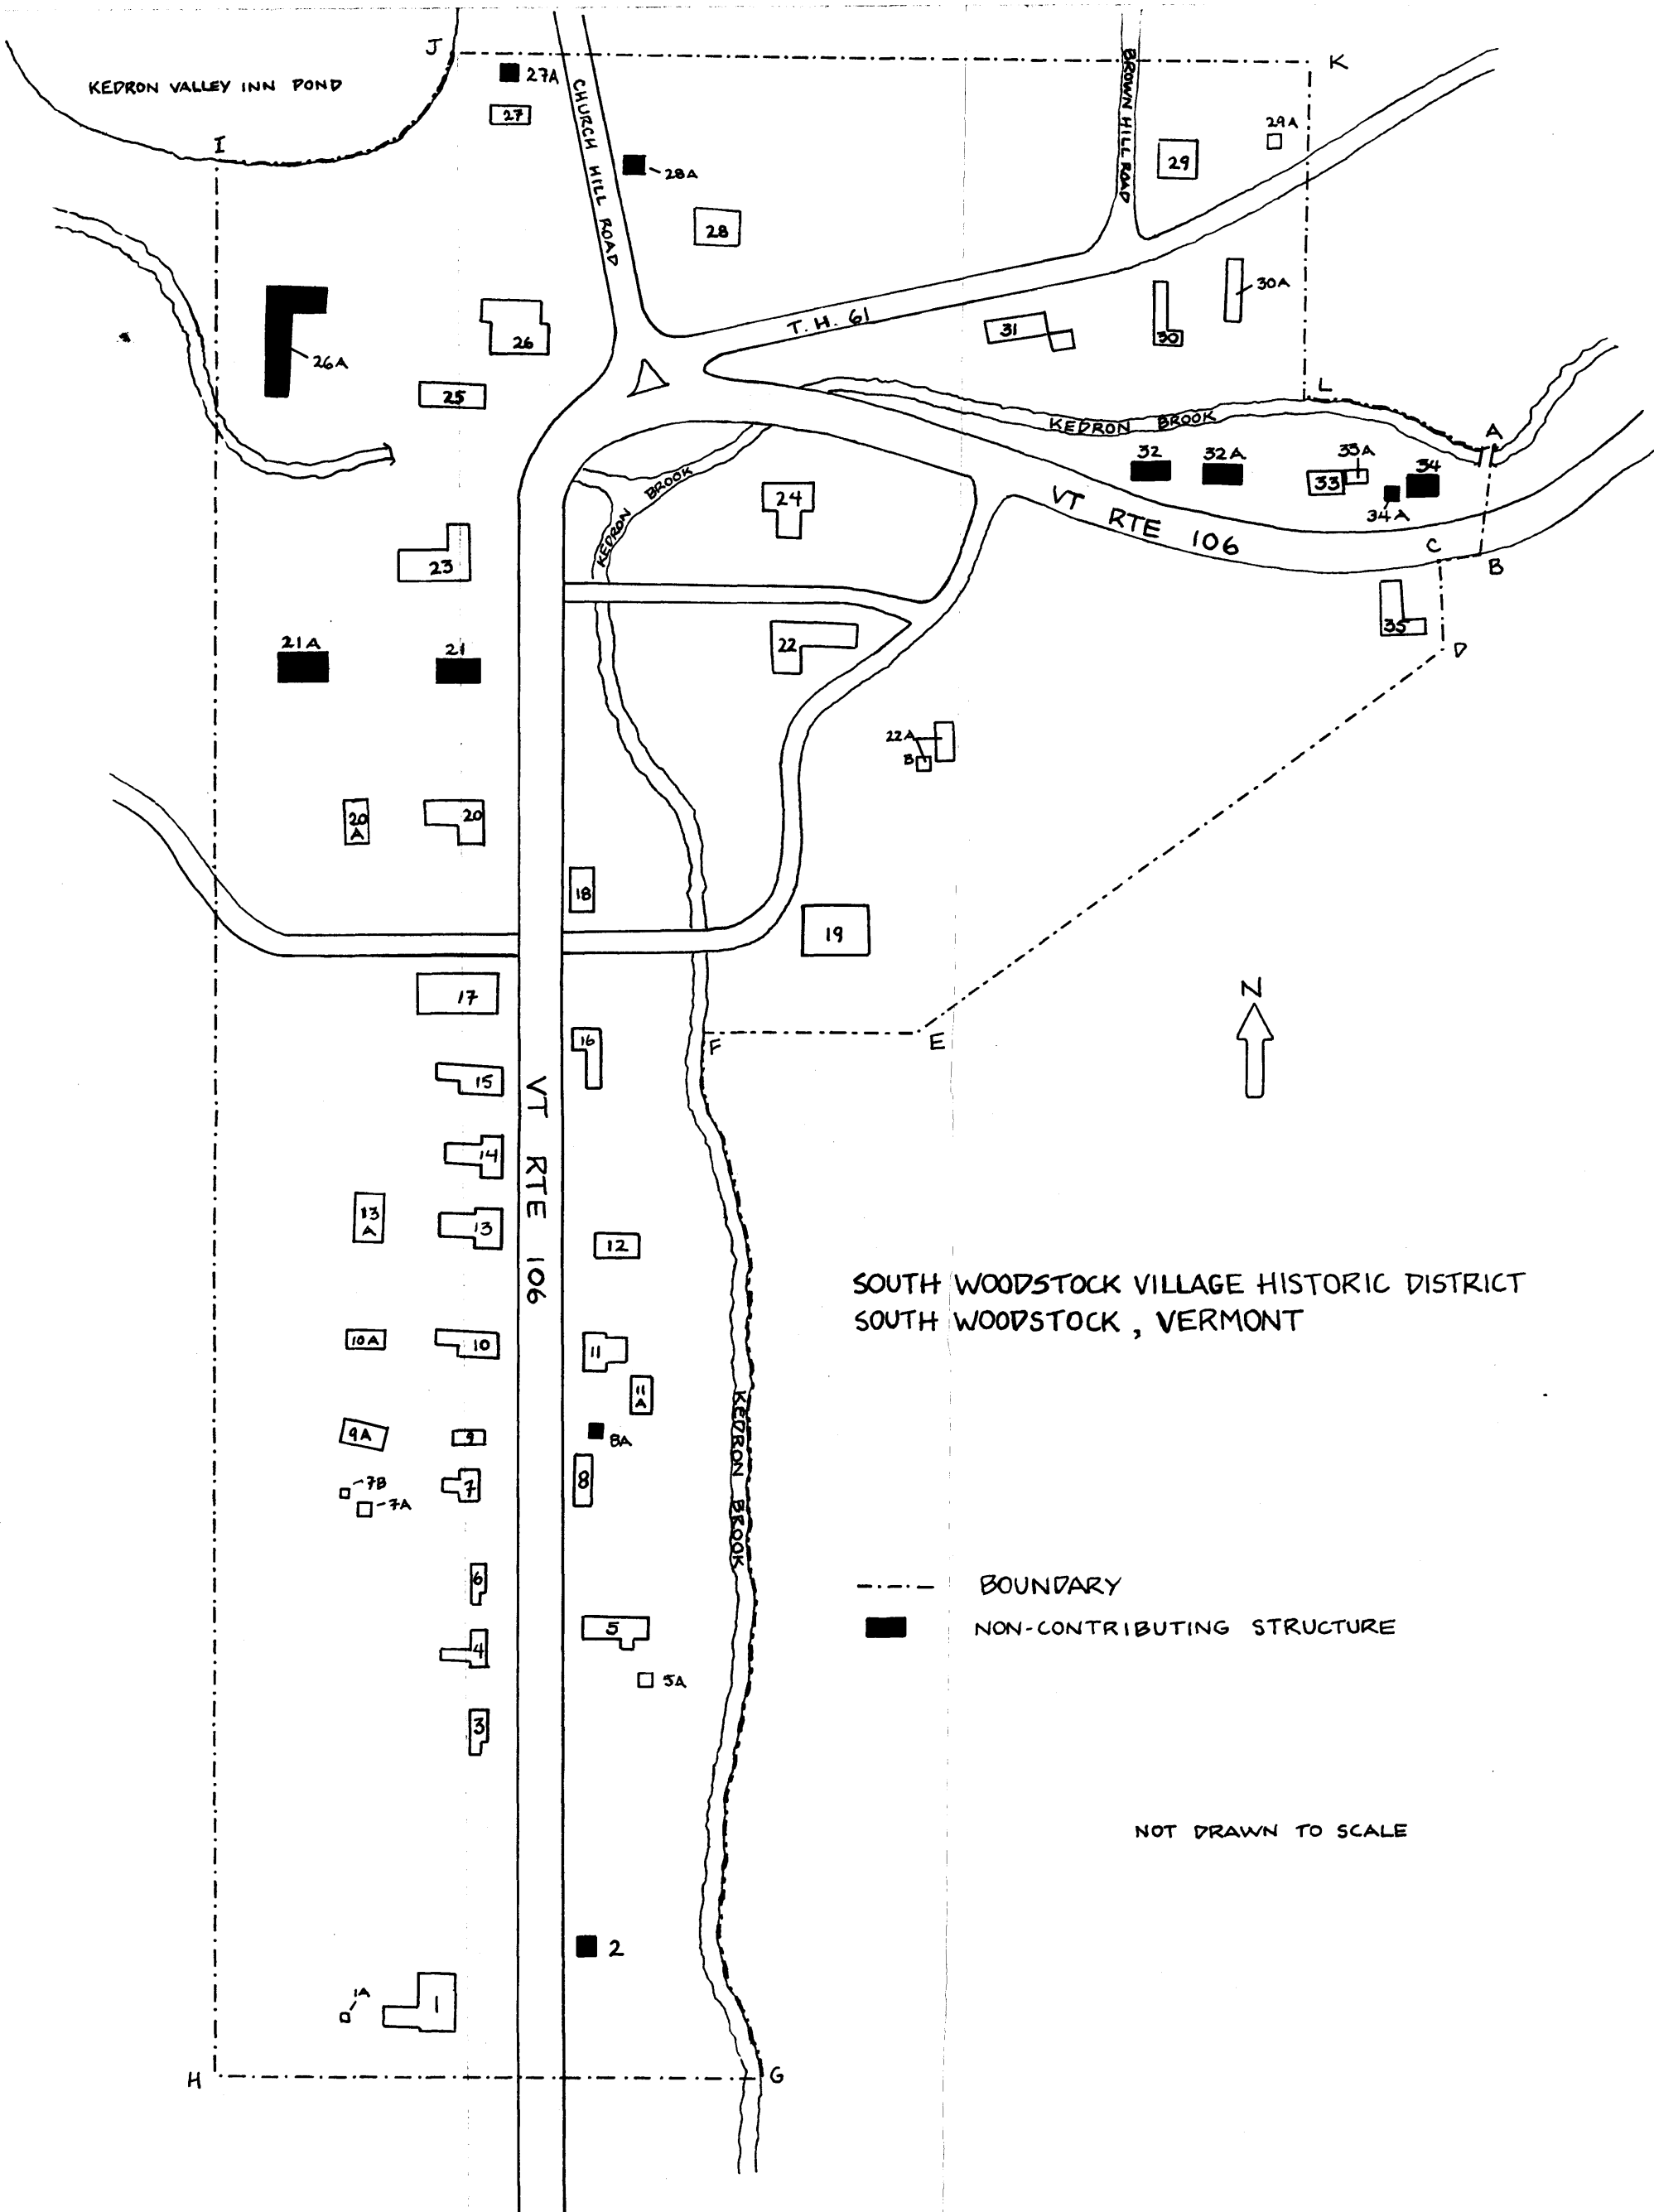 J
K
KEDRON VALLEY INN POND
27A
27
CHURCH HILL ROAD
BROWN HILL ROAD
I
28A
28
29A
29
30A
26
26A
T.H. 61
31
30
25
L
KEDRON BROOK
A
KEDRON
BROOK
24
32
32A
33A
33
34
34A
VT RTE 106
C
B
23
35
D
21A
21
22
22A
B
20
A
20
18
19
17
N
16
F
E
15
VT RTE 106
14
13
A
13
12
SOUTH WOODSTOCK VILLAGE HISTORIC DISTRICT
SOUTH WOODSTOCK, VERMONT
10A
10
11
11
A
9A
9
8A
KEDRON BROOK
7B
7A
7
8
6
BOUNDARY
5
NON-CONTRIBUTING STRUCTURE
4
5A
3
NOT DRAWN TO SCALE
2
1A
1
H
G